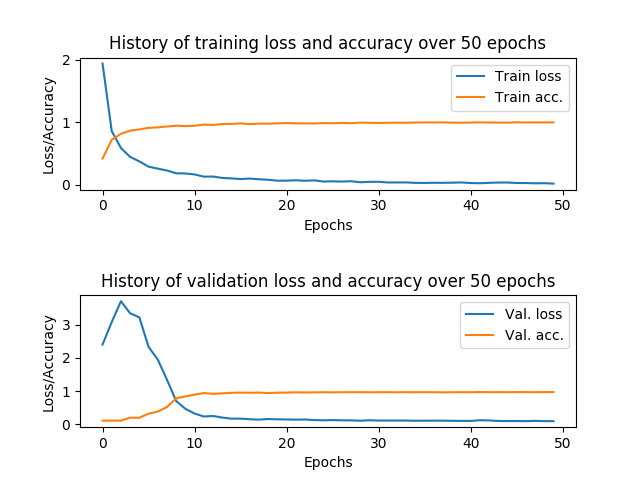 History of training loss and accuracy over 50 epochs
Loss/Accuracy
2
1
0
Train loss
Train acc.
0 10 20 30 40 50
Epochs
History of validation loss and accuracy over 50 epochs
Loss/Accuracy
3
2
1
0
Val. loss
Val. acc.
0 10 20 30 40 50
Epochs